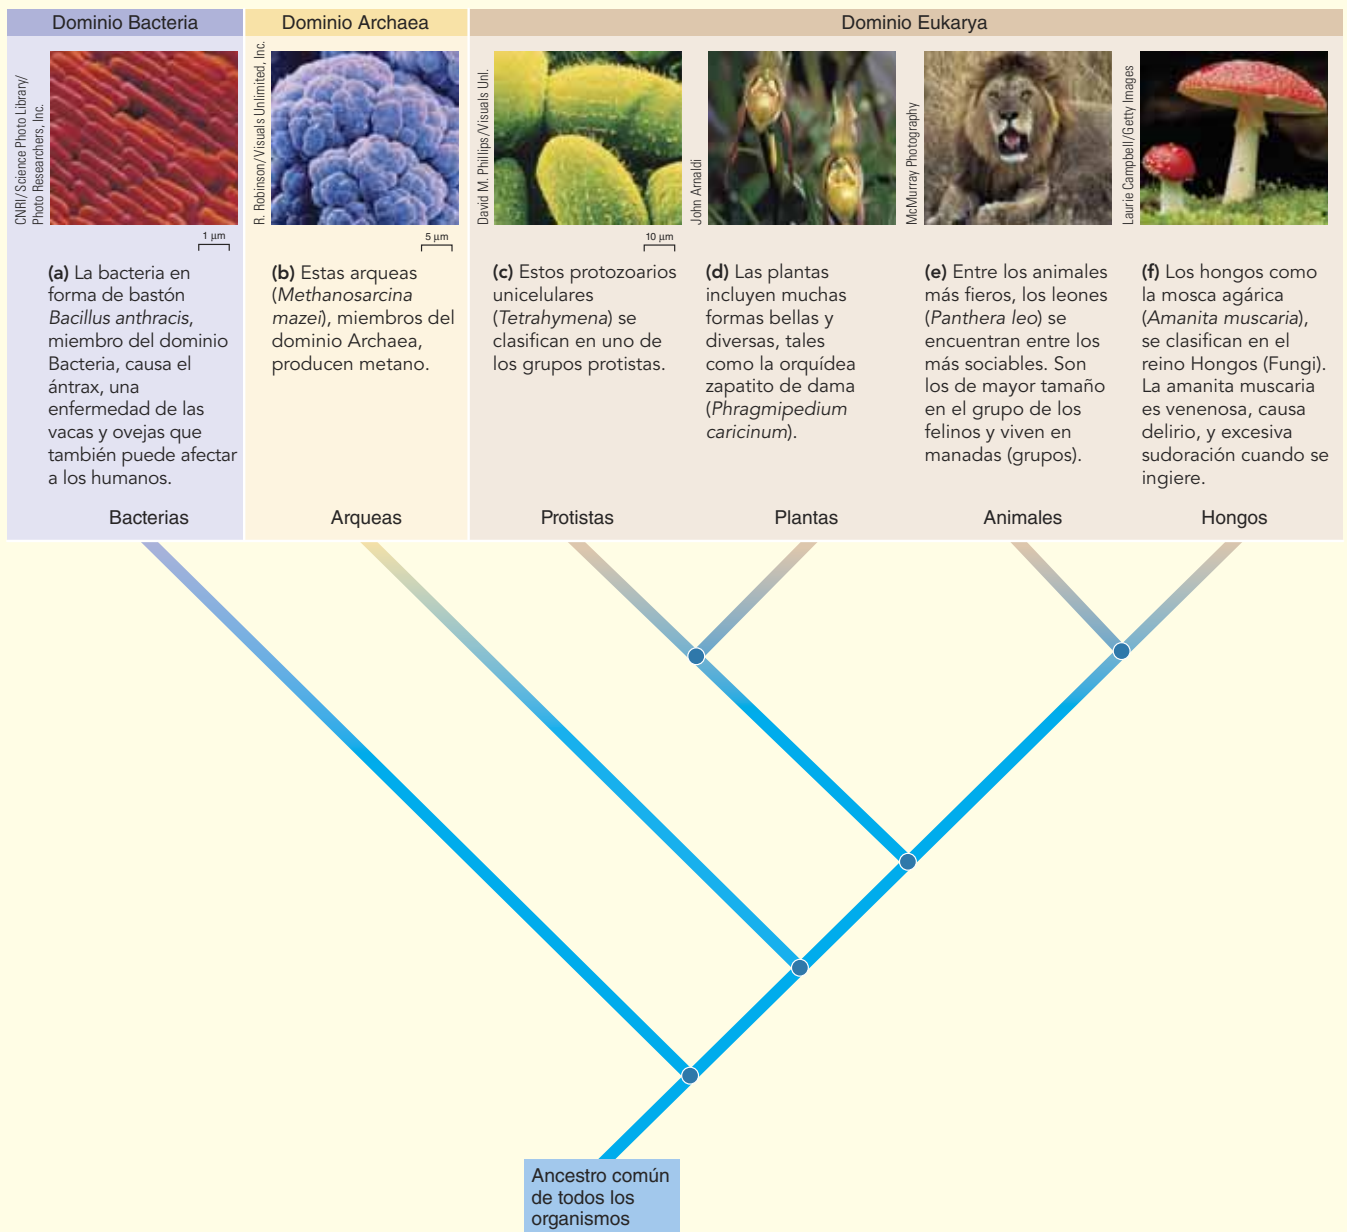 Dominio Bacteria
Dominio Archaea
Dominio Eukarya
CNRI/Science Photo Library/
Photo Researchers, Inc.
R. Robinson/Visuals Unlimited, Inc.
David M. Phillips/Visuals Unl.
John Arnaldi
McMurray Photography
Laurie Campbell/Getty Images
1 µm
5 µm
10 µm
(a) La bacteria en
forma de bastón
Bacillus anthracis,
miembro del dominio
Bacteria, causa el
ántrax, una
enfermedad de las
vacas y ovejas que
también puede afectar
a los humanos.
(b) Estas arqueas
(Methanosarcina
mazei), miembros del
dominio Archaea,
producen metano.
(c) Estos protozoarios
unicelulares
(Tetrahymena) se
clasifican en uno de
los grupos protistas.
(d) Las plantas
incluyen muchas
formas bellas y
diversas, tales
como la orquídea
zapatito de dama
(Phragmipedium
caricinum).
(e) Entre los animales
más fieros, los leones
(Panthera leo) se
encuentran entre los
más sociables. Son
los de mayor tamaño
en el grupo de los
felinos y viven en
manadas (grupos).
(f) Los hongos como
la mosca agárica
(Amanita muscaria),
se clasifican en el
reino Hongos (Fungi).
La amanita muscaria
es venenosa, causa
delirio, y excesiva
sudoración cuando se
ingiere.
Bacterias
Arqueas
Protistas
Plantas
Animales
Hongos
Ancestro común
de todos los
organismos